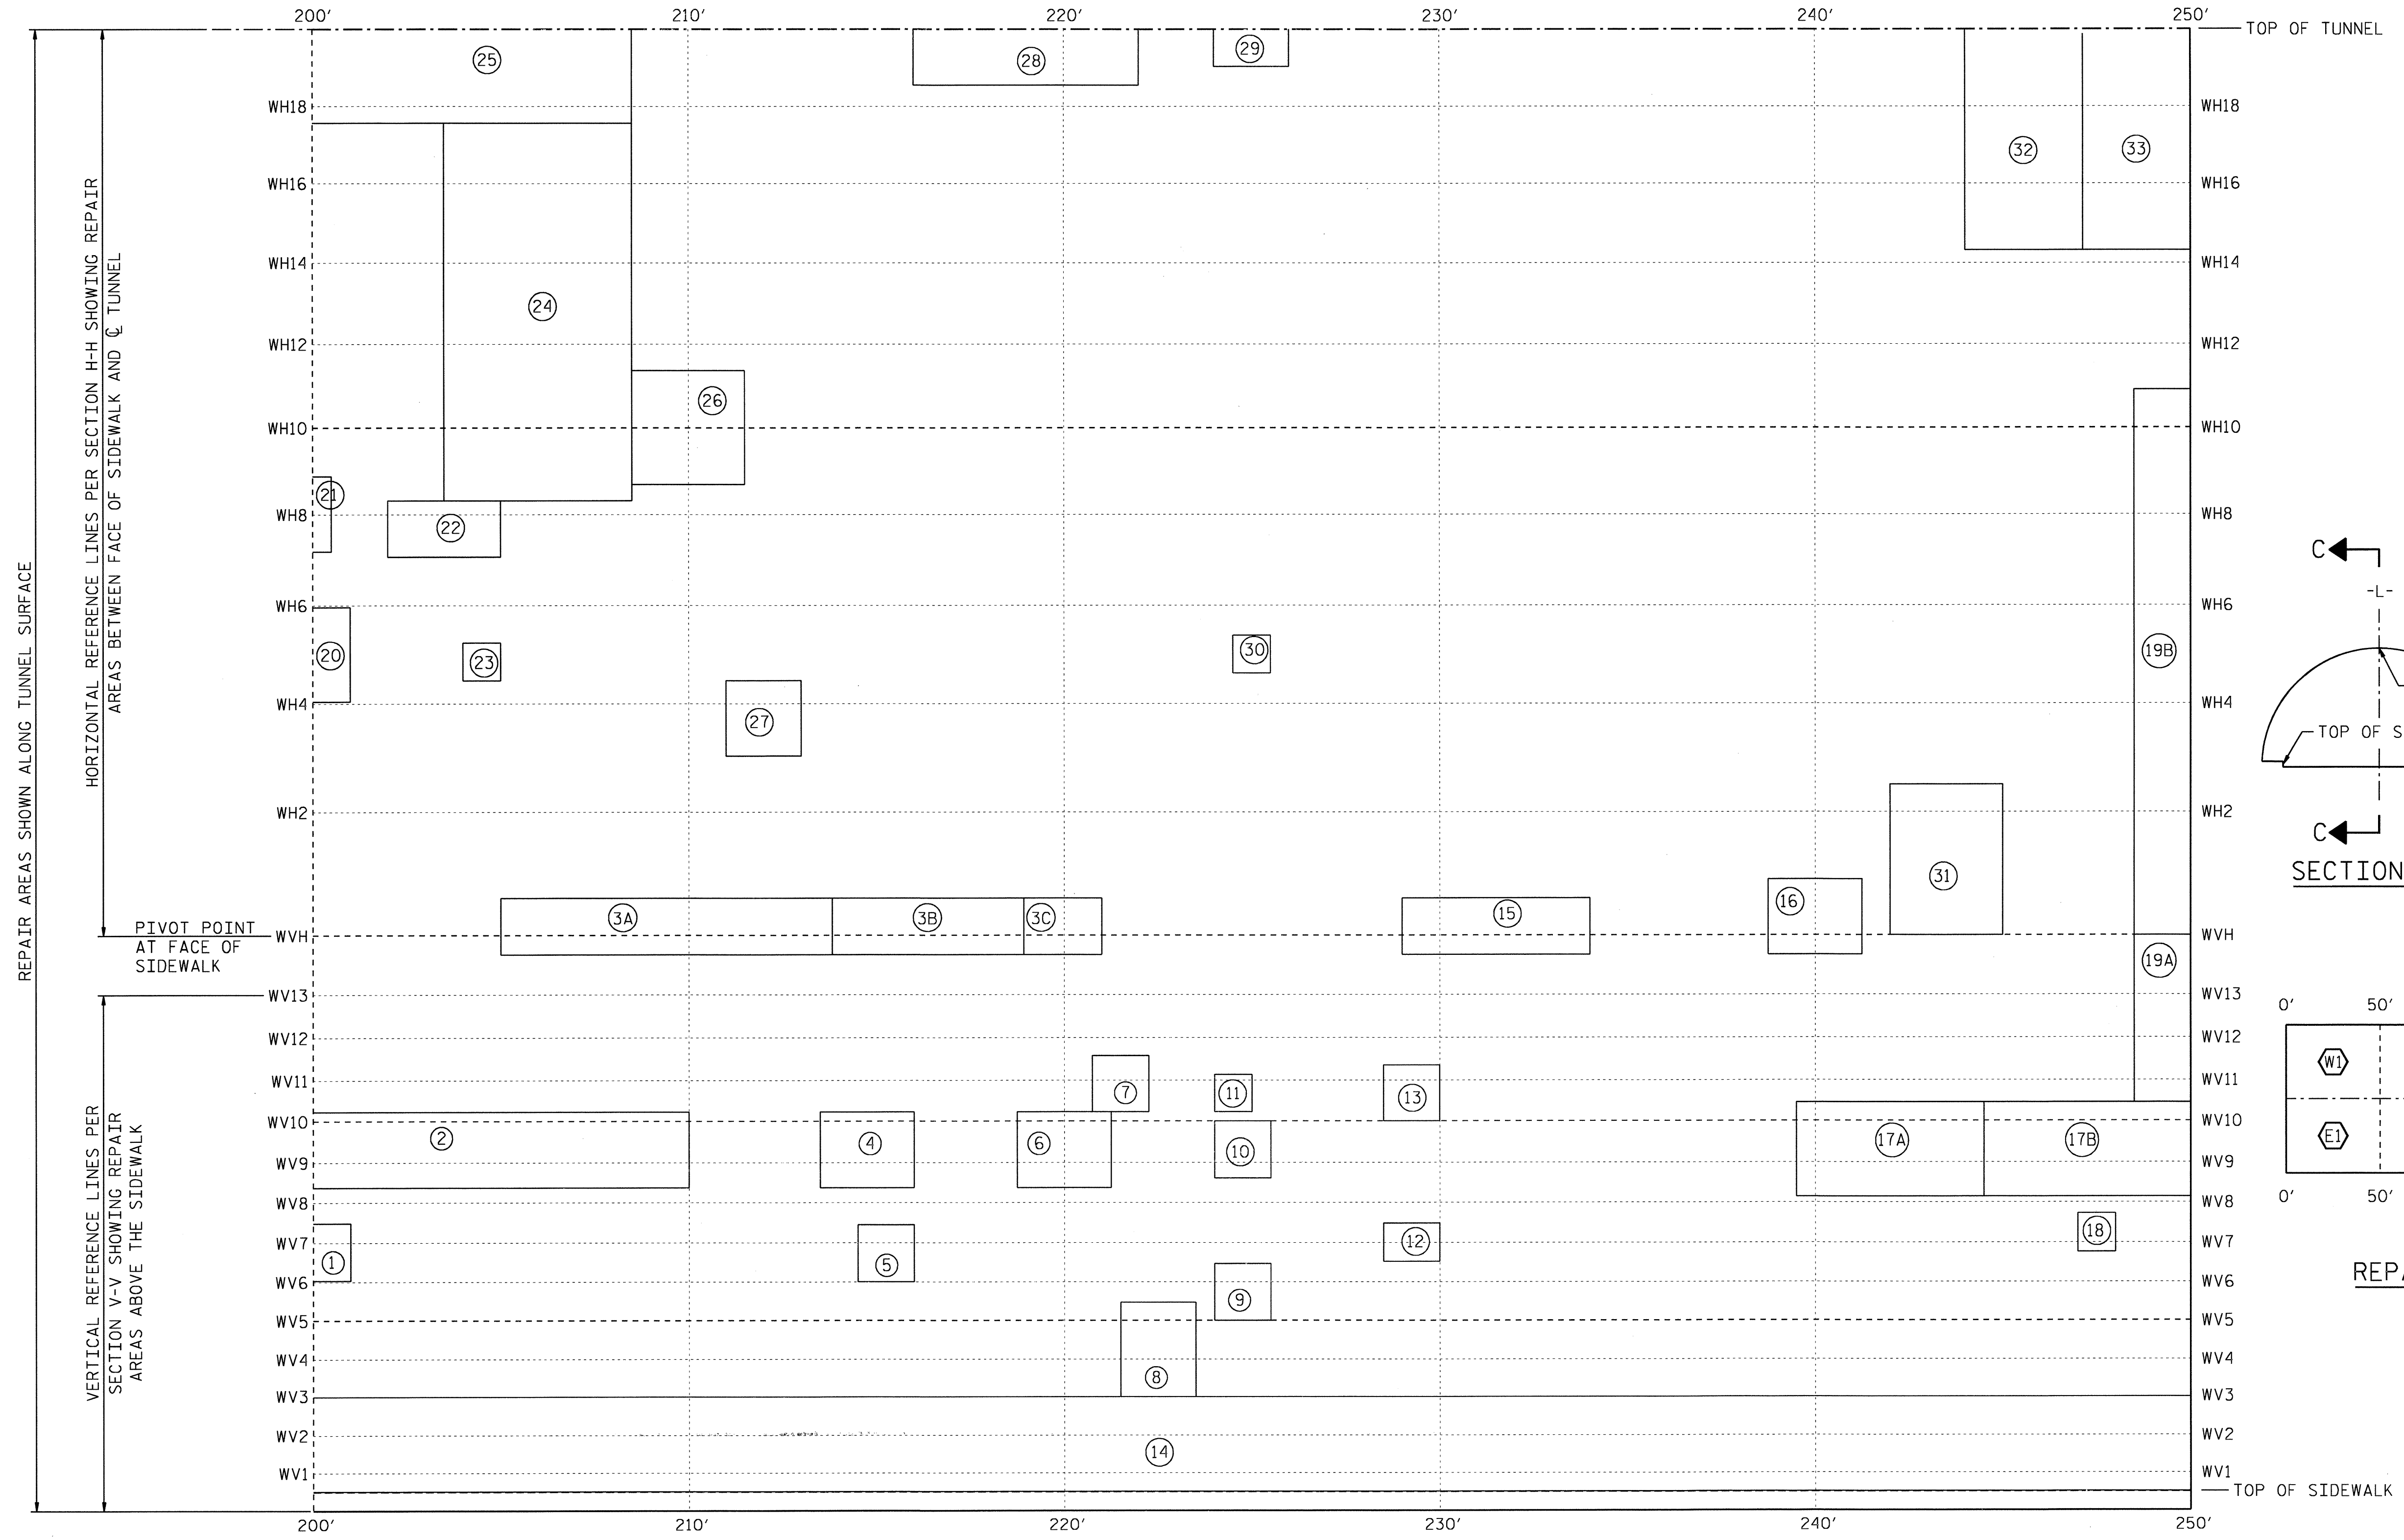 200' 210' 220' 230' 240' 250'
TOP OF TUNNEL
25
28
29
WH18
WH18
32
33
WH16
WH16
WH14
WH14
24
WH12
WH12
26
WH10
WH10
21
WH8
WH8
22
C
-L-
WH6
WH6
20
23
30
19B
WH4
WH4
27
TOP OF S
WH2
WH2
C
SECTION
31
16
15
3A
3B
3C
PIVOT POINT
AT FACE OF
SIDEWALK
WVH
WVH
19A
WV13
WV13
0' 50'
WV12
WV12
W1
WV11
WV11
7
11
13
WV10
WV10
2
4
6
10
17A
17B
E1
WV9
WV9
WV8
WV8
0' 50'
18
WV7
WV7
12
1
5
WV6
WV6
REPA
9
WV5
WV5
WV4
WV4
8
WV3
WV3
WV2
WV2
14
WV1
WV1
TOP OF SIDEWALK
200' 210' 220' 230' 240' 250'
REPAIR AREAS SHOWN ALONG TUNNEL SURFACE
HORIZONTAL REFERENCE LINES PER SECTION H-H SHOWING REPAIR
AREAS BETWEEN FACE OF SIDEWALK AND ℄ TUNNEL
VERTICAL REFERENCE LINES PER
SECTION V-V SHOWING REPAIR
AREAS ABOVE THE SIDEWALK